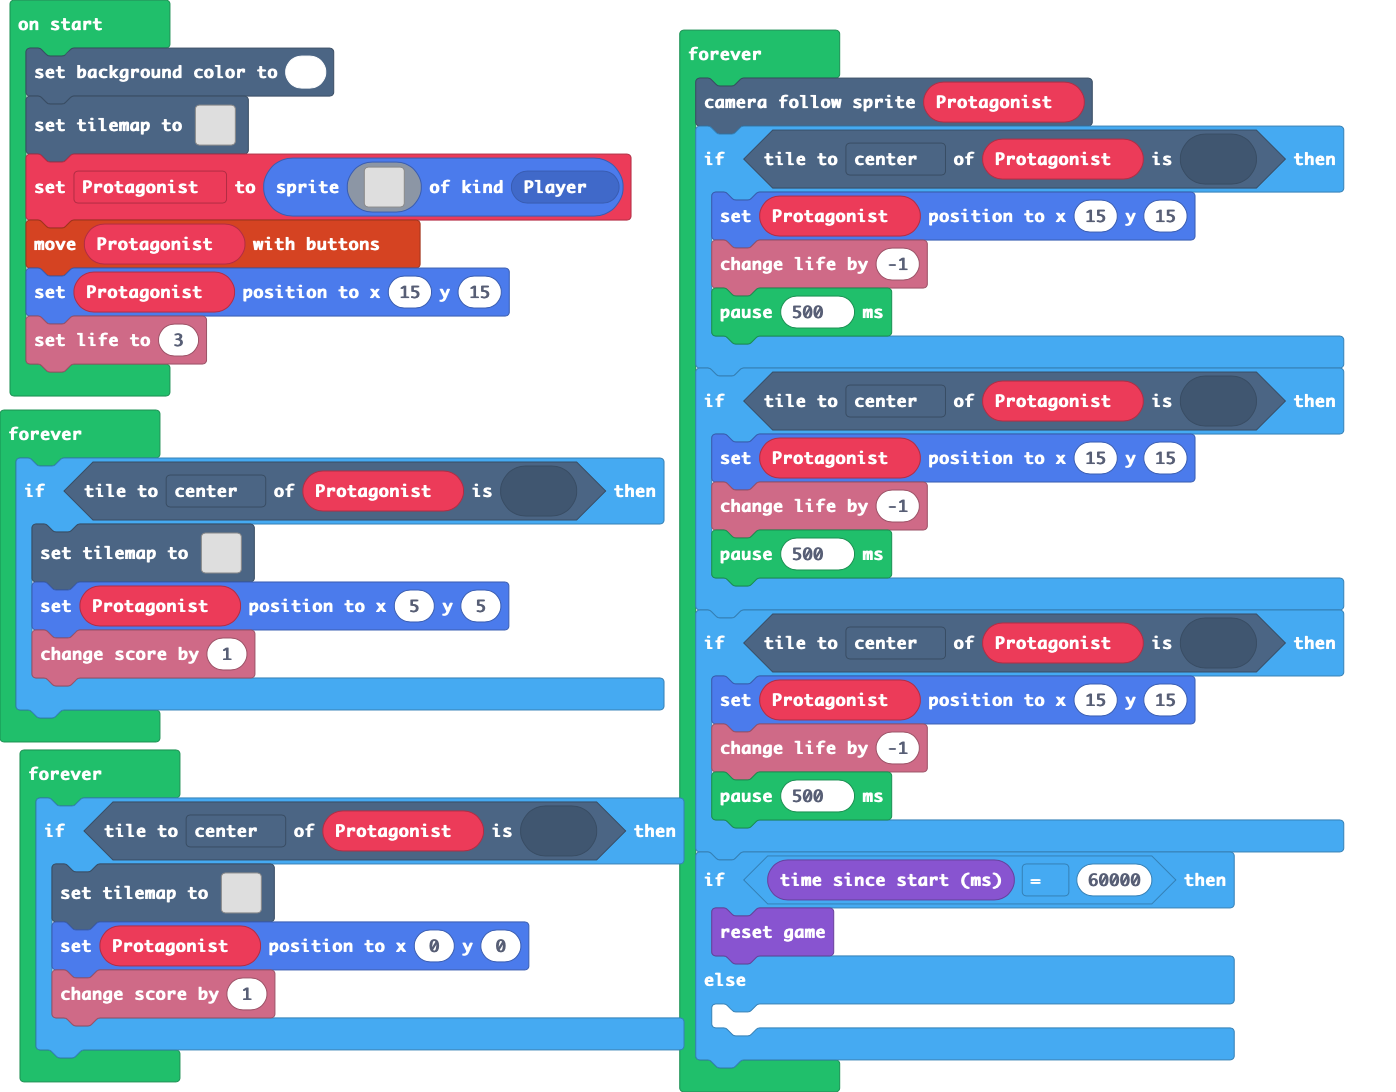 on start
set background color to
set tilemap to
set Protagonist to sprite of kind Player
move Protagonist with buttons
set Protagonist position to x 15 y 15
set life to 3
forever
if tile to center of Protagonist is then
set tilemap to
set Protagonist position to x 5 y 5
change score by 1
forever
if tile to center of Protagonist is then
set tilemap to
set Protagonist position to x 0 y 0
change score by 1
forever
camera follow sprite Protagonist
if tile to center of Protagonist is then
set Protagonist position to x 15 y 15
change life by -1
pause 500 ms
if tile to center of Protagonist is then
set Protagonist position to x 15 y 15
change life by -1
pause 500 ms
if tile to center of Protagonist is then
set Protagonist position to x 15 y 15
change life by -1
pause 500 ms
if time since start (ms) = 60000 then
reset game
else